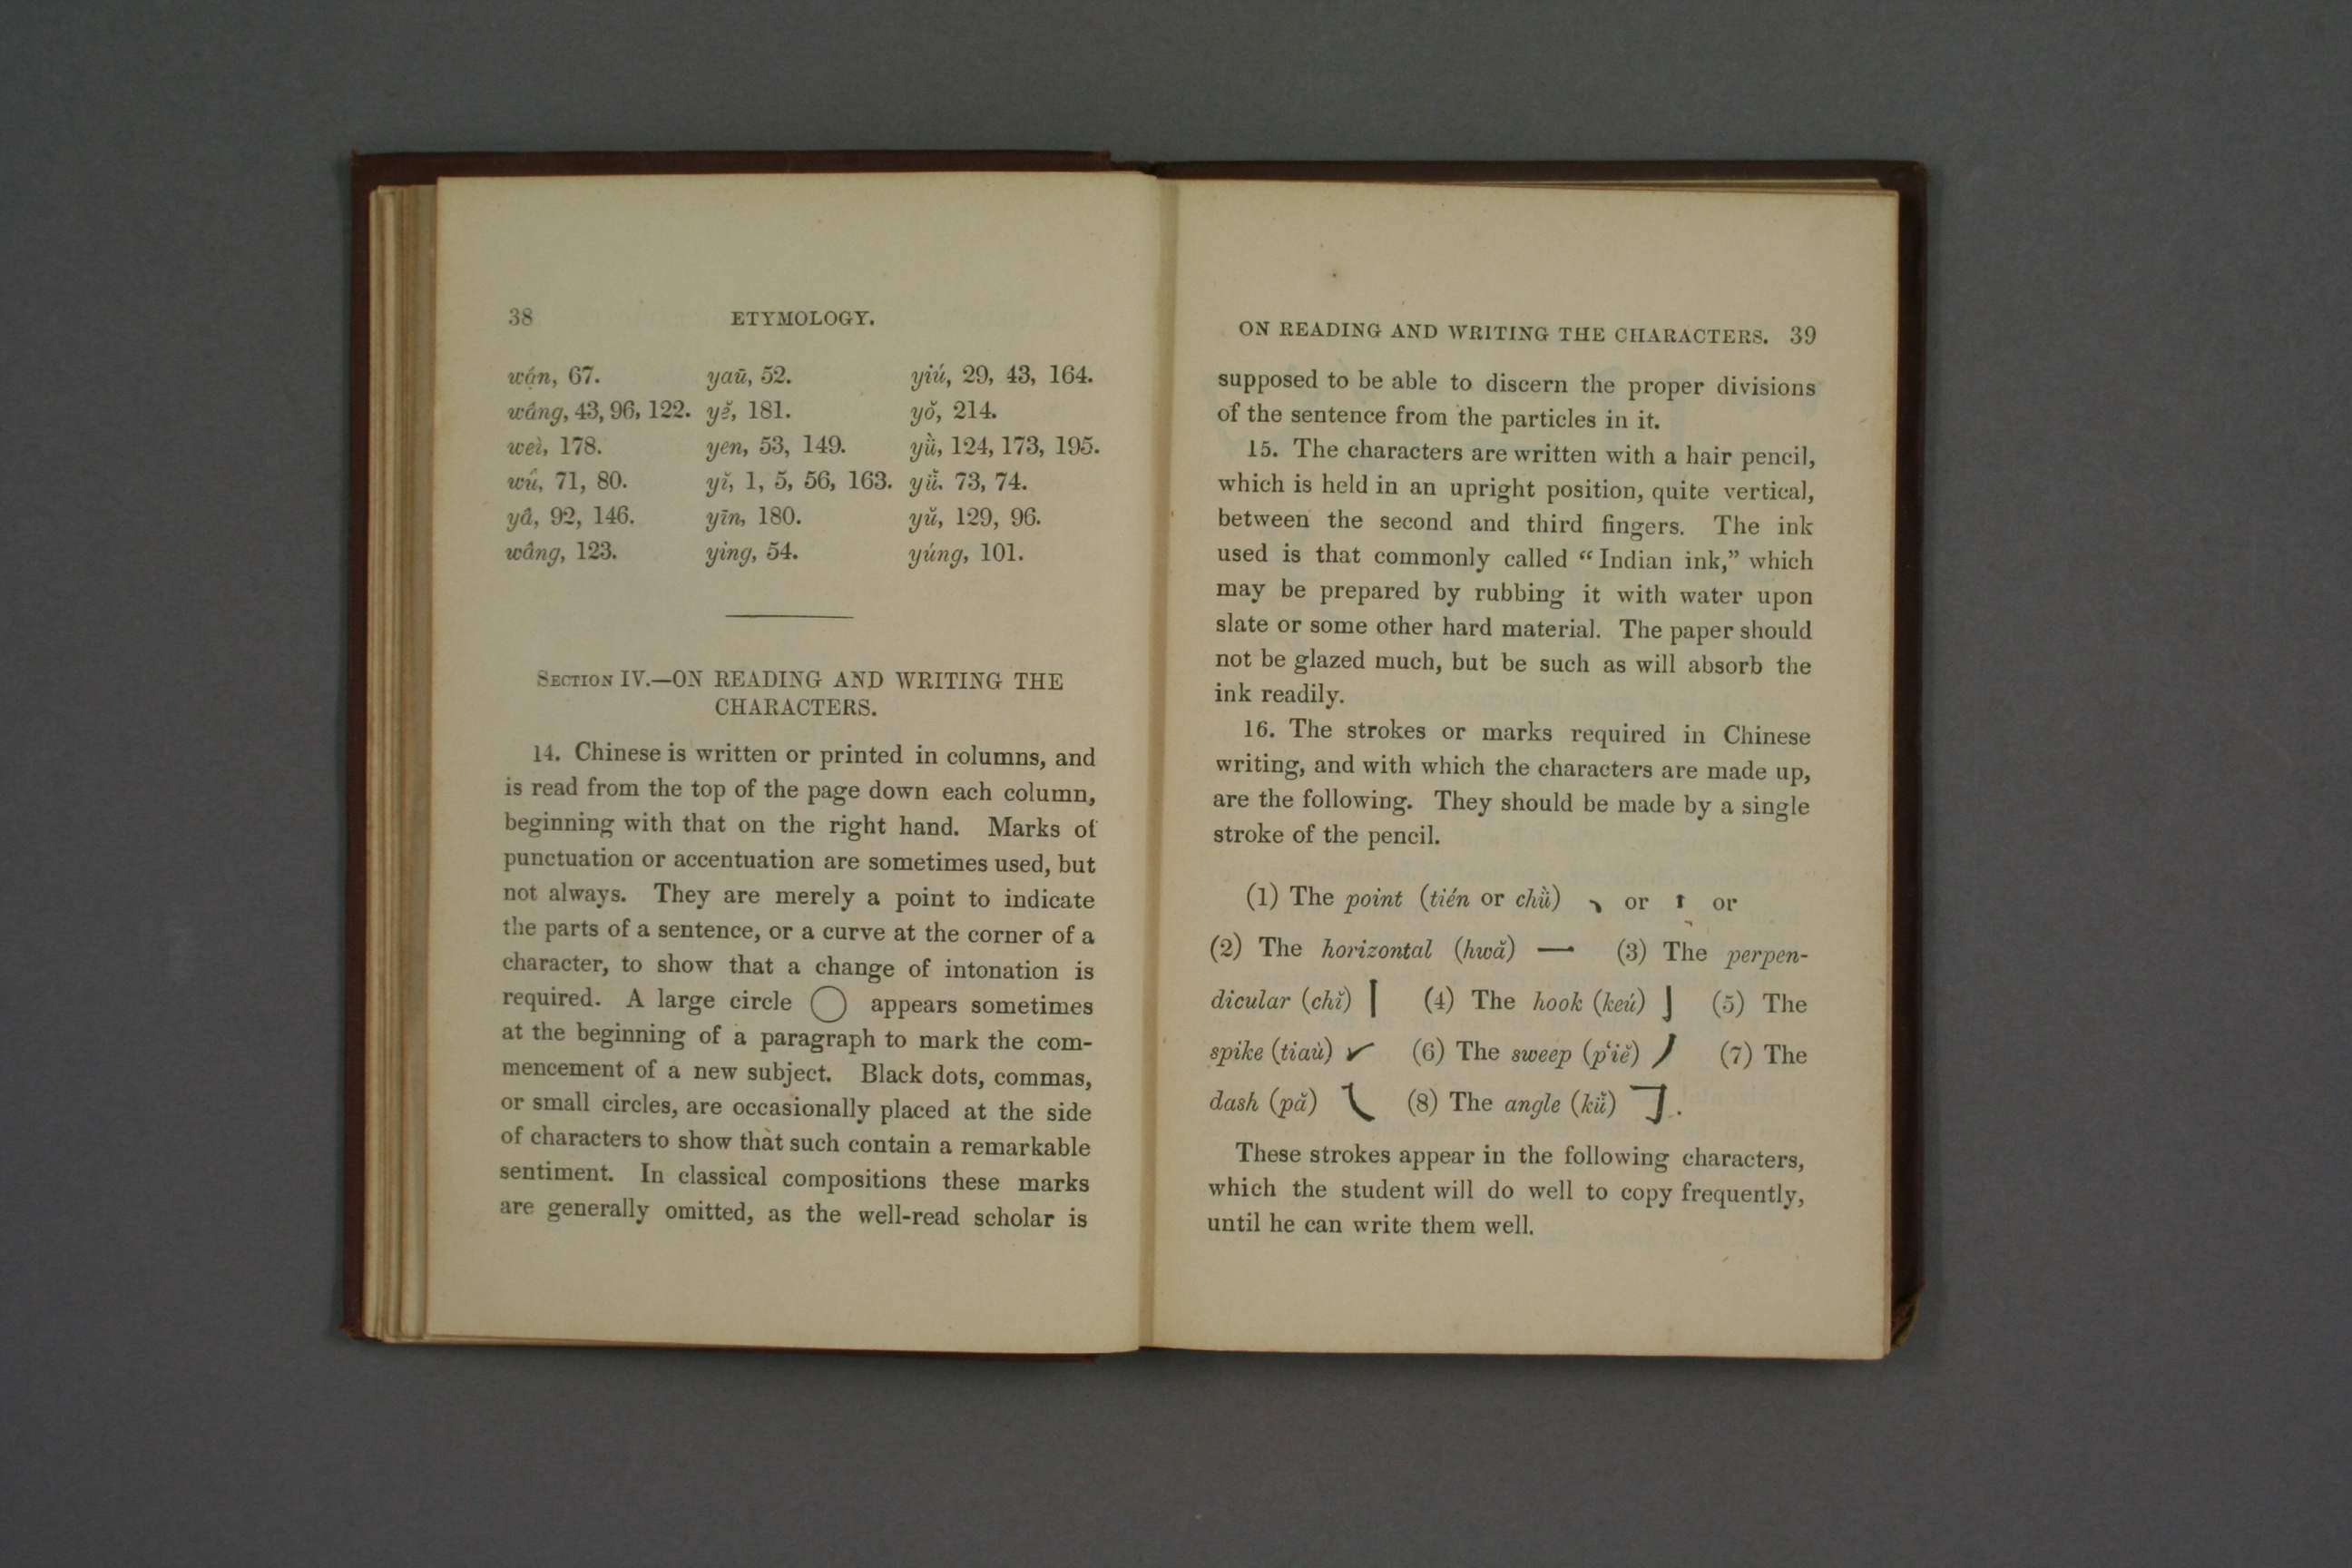 38 ETYMOLOGY.
wán, 67. yaū, 52. yiú, 29, 43, 164.
wâng, 43, 96, 122. 181. yŏ, 214.
weì, 178. yen, 53, 149. yǜ, 124, 173, 195.
wú, 71, 80. yĭ, 1, 5, 56, 163. 73, 74.
yâ, 92, 146. yīn, 180. yŭ, 129, 96.
wâng, 123. ying, 54. yúng, 101.
SECTION IV.—ON READING AND WRITING THE
CHARACTERS.
14. Chinese is written or printed in columns, and
is read from the top of the page down each column,
beginning with that on the right hand. Marks of
punctuation or accentuation are sometimes used, but
not always. They are merely a point to indicate
the parts of a sentence, or a curve at the corner of a
character, to show that a change of intonation is
required. A large circle ◯ appears sometimes
at the beginning of a paragraph to mark the com-
mencement of a new subject. Black dots, commas,
or small circles, are occasionally placed at the side
of characters to show that such contain a remarkable
sentiment. In classical compositions these marks
are generally omitted, as the well-read scholar is
ON READING AND WRITING THE CHARACTERS. 39
supposed to be able to discern the proper divisions
of the sentence from the particles in it.
15. The characters are written with a hair pencil,
which is held in an upright position, quite vertical,
between the second and third fingers. The ink
used is that commonly called “Indian ink,” which
may be prepared by rubbing it with water upon
slate or some other hard material. The paper should
not be glazed much, but be such as will absorb the
ink readily.
16. The strokes or marks required in Chinese
writing, and with which the characters are made up,
are the following. They should be made by a single
stroke of the pencil.
(1) The point (tién or chǜ) ㇔ or or
(2) The horizontal (hwă) ㇐ (3) The perpen-
dicular (chĭ) ㇑ (4) The hook (keú) ㇚ (5) The
spike (tiaù) ㇀ (6) The sweep (p‘iĕ) ㇓ (7) The
dash (pă) ㇏ (8) The angle (kü̆) ㇆.
These strokes appear in the following characters,
which the student will do well to copy frequently,
until he can write them well.